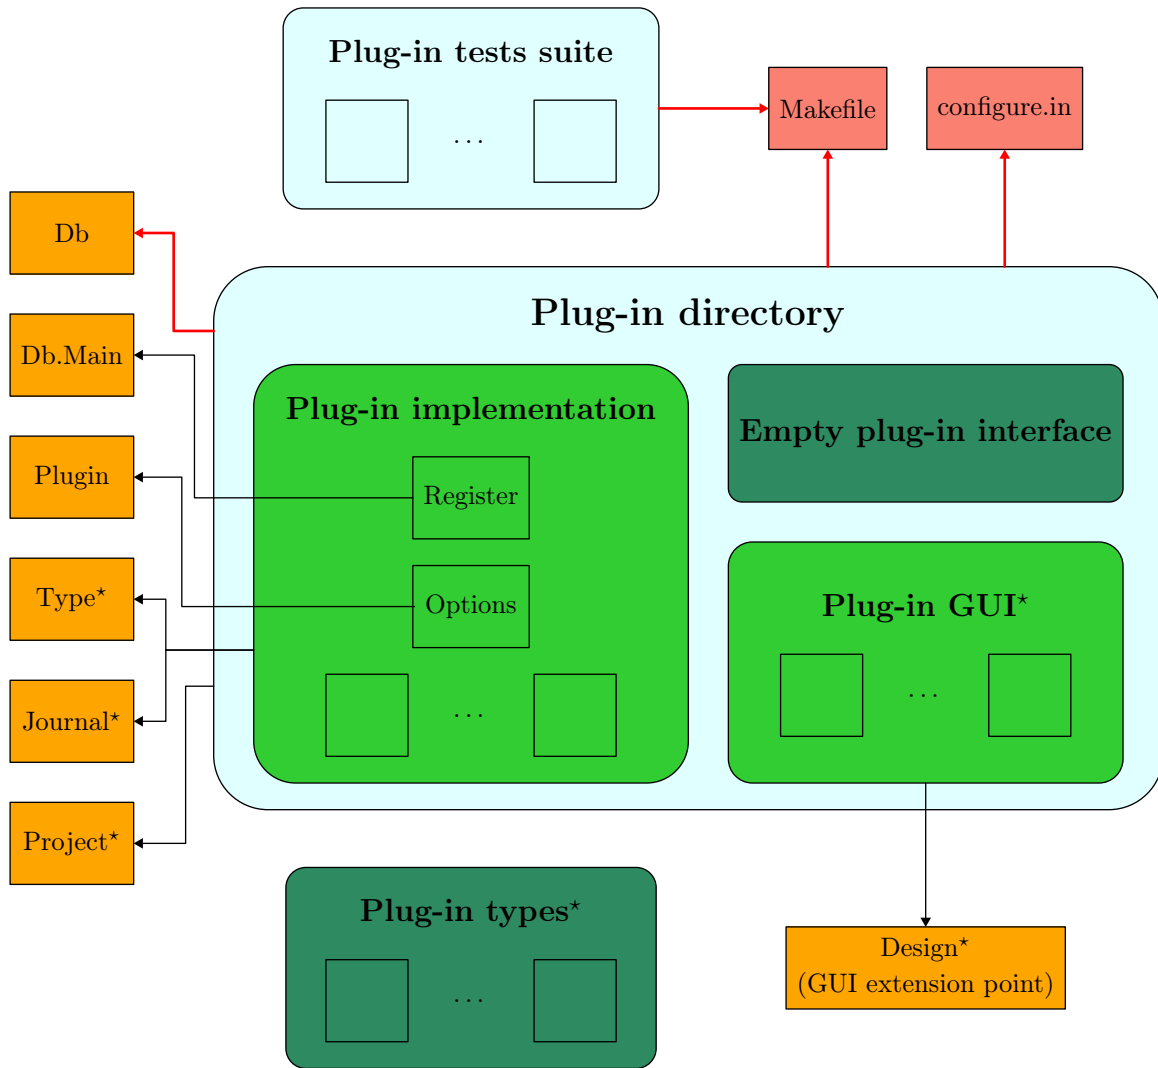 Plug-in tests suite
...
Makefile
configure.in
Db
Plug-in directory
Db.Main
Plug-in implementation
Empty plug-in interface
Plugin
Register
Type*
Options
Plug-in GUI*
...
Journal*
...
Project*
Plug-in types*
...
Design*
(GUI extension point)